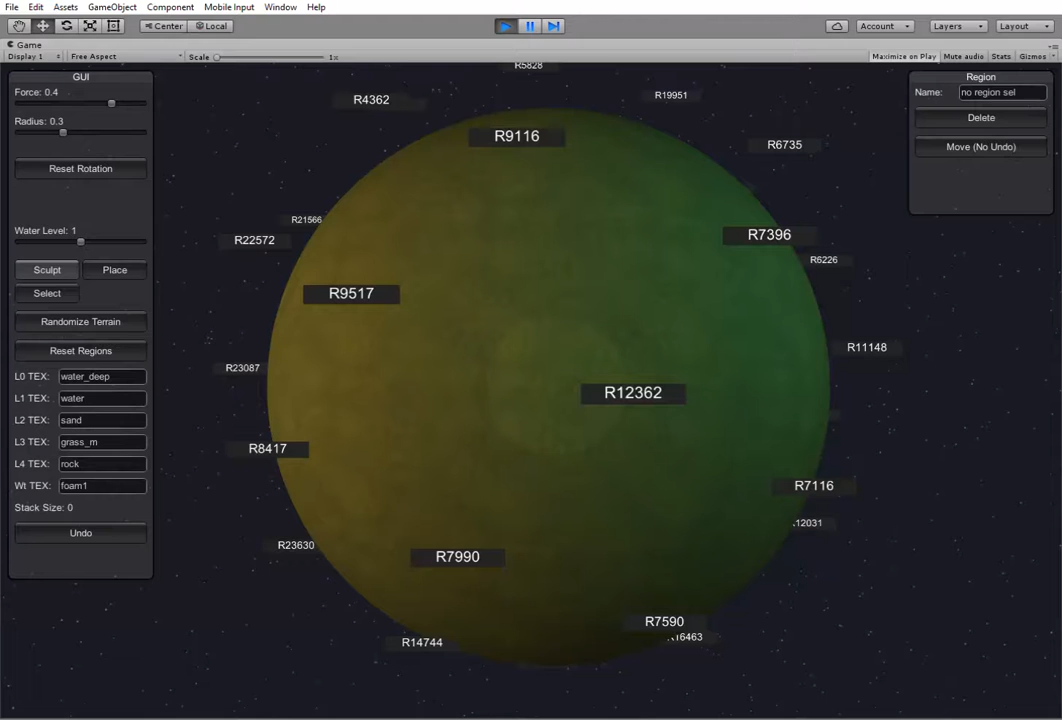 File Edit Assets GameObject Component Mobile Input Window Help
Center Local Account Layers Layout
Game
Display 1 Free Aspect Scale 1x Maximize on Play Mute audio Stats Gizmos
GUI
Force: 0.4
Radius: 0.3
Reset Rotation
Water Level: 1
Sculpt Place
Select
Randomize Terrain
Reset Regions
L0 TEX: water_deep
L1 TEX: water
L2 TEX: sand
L3 TEX: grass_m
L4 TEX: rock
Wt TEX: foam1
Stack Size: 0
Undo
R5828
R4362
R19951
R9116
R6735
R21566
R22572
R7396
R6226
R9517
R11148
R23087
R12362
R8417
R7116
12031
R23630
R7990
R7590
R16463
R14744
Region
Name: no region sel
Delete
Move (No Undo)